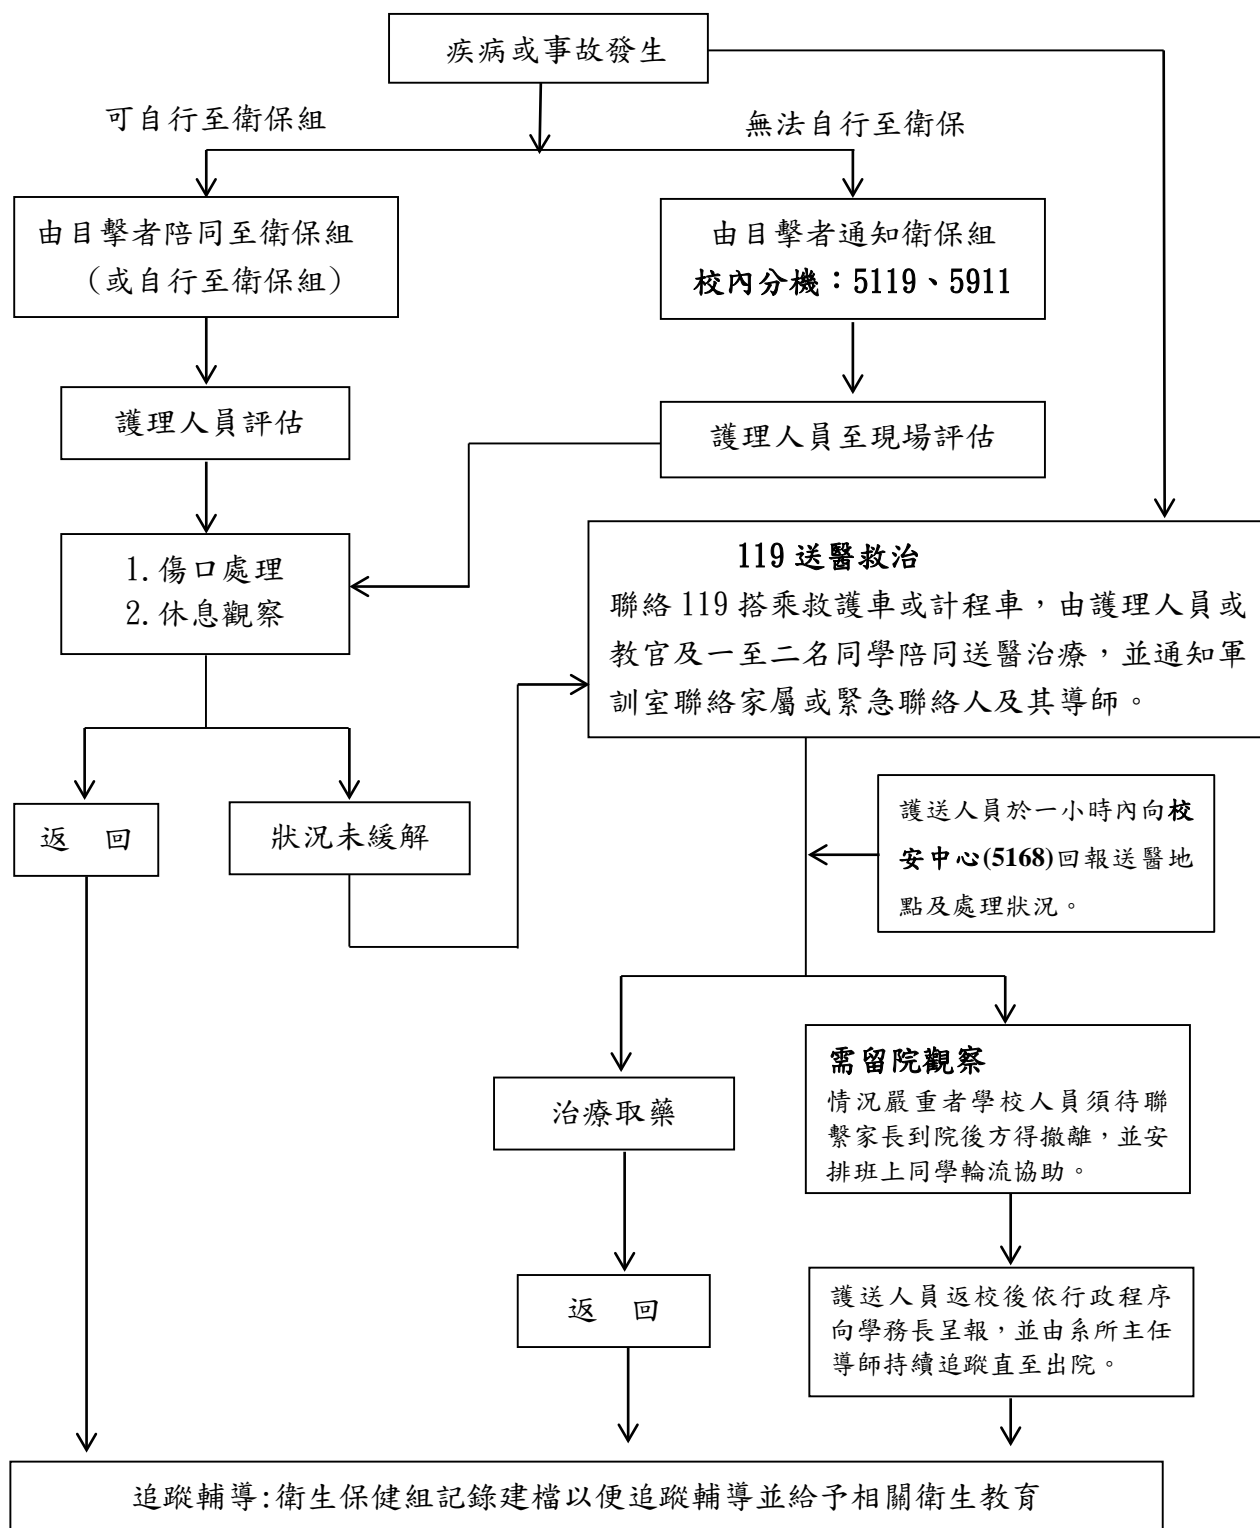 疾病或事故發生
可自行至衛保組
無法自行至衛保
由目擊者陪同至衛保組
(或自行至衛保組)
由目擊者通知衛保組
校內分機：5119、5911
護理人員評估
護理人員至現場評估
1.傷口處理
2.休息觀察
119 送醫救治
聯絡 119 搭乘救護車或計程車，由護理人員或
教官及一至二名同學陪同送醫治療，並通知軍
訓室聯絡家屬或緊急聯絡人及其導師。
返 回
狀況未緩解
護送人員於一小時內向校
安中心(5168)回報送醫地
點及處理狀況。
治療取藥
需留院觀察
情況嚴重者學校人員須待聯
繫家長到院後方得撤離，並安
排班上同學輪流協助。
返 回
護送人員返校後依行政程序
向學務長呈報，並由系所主任
導師持續追蹤直至出院。
追蹤輔導:衛生保健組記錄建檔以便追蹤輔導並給予相關衛生教育